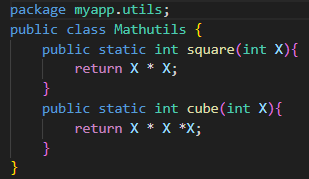 package myapp.utils;
public class Mathutils {
    public static int square(int X){
        return X * X;
    }
    public static int cube(int X){
        return X * X *X;
    }
}